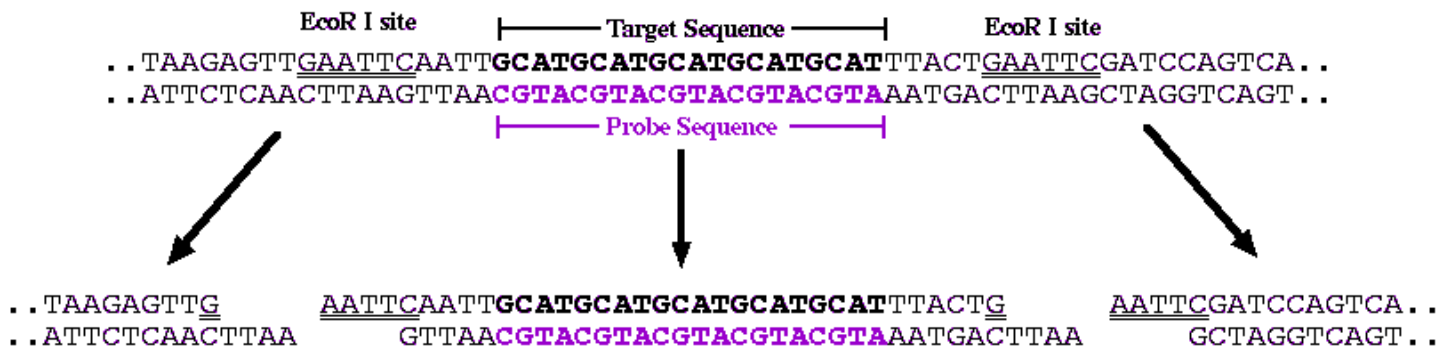 EcoR I site Target Sequence EcoR I site
..TAAGAGTTGAATTCAATTGCATGCATGCATGCATGCATTTACTGAATTCGATCCAGTCA..
..ATTCTCAACTTAAGTTAACGTACGTACGTACGTACGTAAATGACTTAAGCTAGGTCAGT..
Probe Sequence
..TAAGAGTTG AATTCAATTGCATGCATGCATGCATGCATTTACTG AATTCGATCCAGTCA..
..ATTCTCAACTTAA GTTAACGTACGTACGTACGTACGTAAATGACTTAA GCTAGGTCAGT..